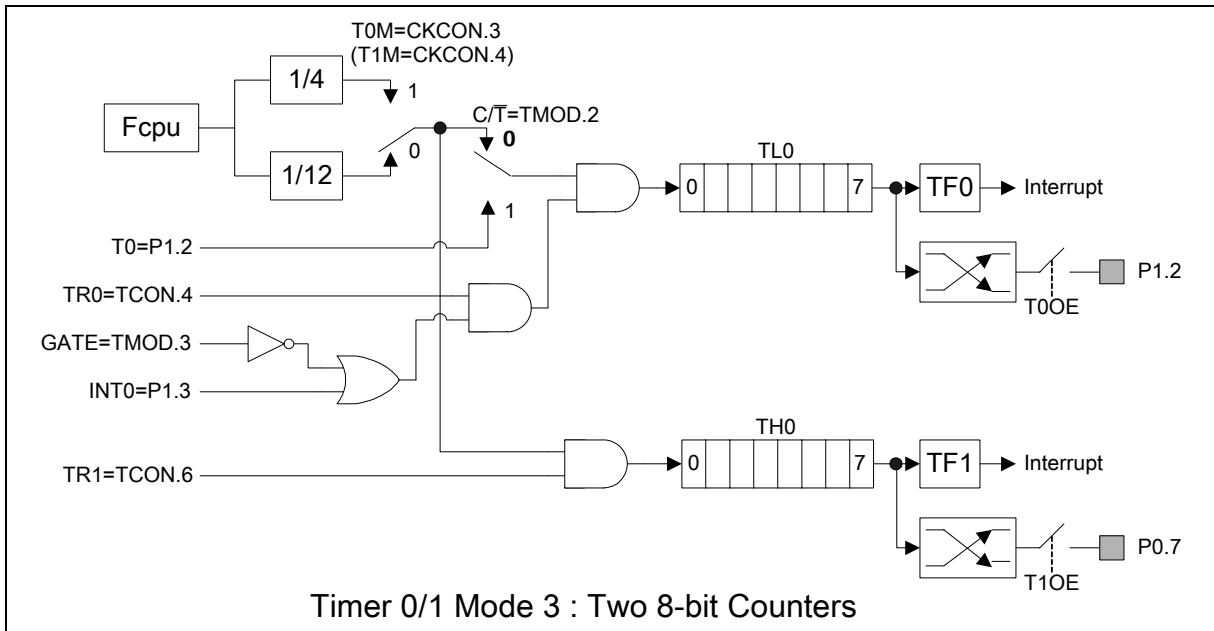 T0M=CKCON.3
(T1M=CKCON.4)
1/4
1
Fcpu
C/T̅=TMOD.2
0
0
1/12
TL0
0 7
TF0
Interrupt
1
T0=P1.2
P1.2
TR0=TCON.4
T0OE
GATE=TMOD.3
INT0=P1.3
TH0
0 7
TF1
Interrupt
TR1=TCON.6
P0.7
T1OE
Timer 0/1 Mode 3 : Two 8-bit Counters